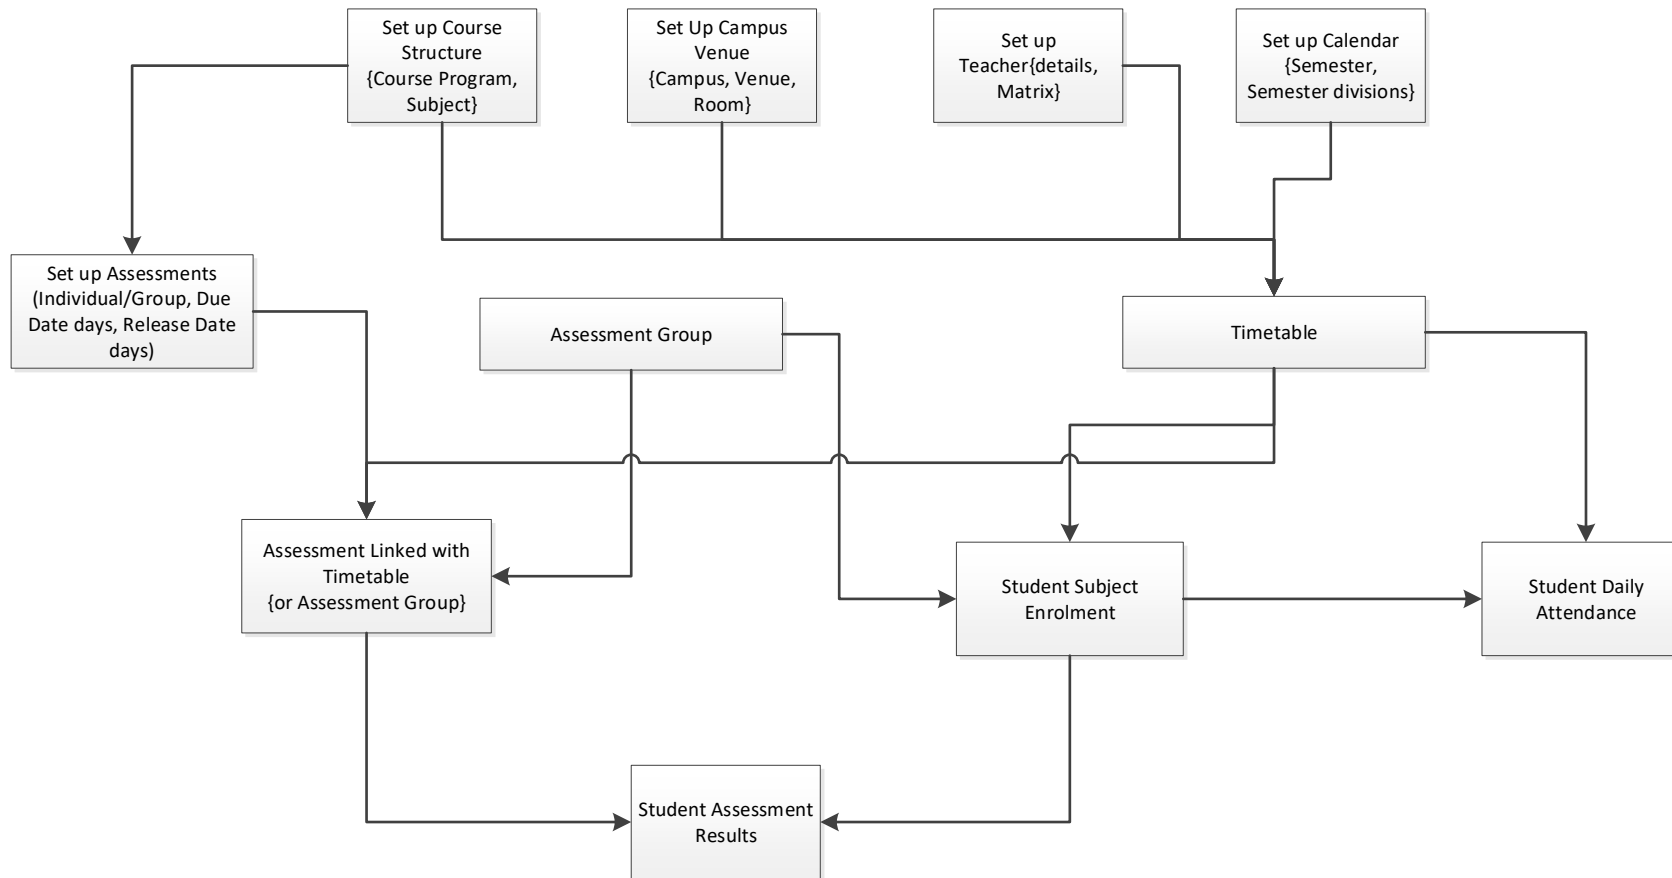 Set up Course
Structure
{Course Program,
Subject}
Set Up Campus
Venue
{Campus, Venue,
Room}
Set up
Teacher{details,
Matrix}
Set up Calendar
{Semester,
Semester divisions}
Set up Assessments
(Individual/Group, Due
Date days, Release Date
days)
Assessment Group
Timetable
Assessment Linked with
Timetable
{or Assessment Group}
Student Subject
Enrolment
Student Daily
Attendance
Student Assessment
Results